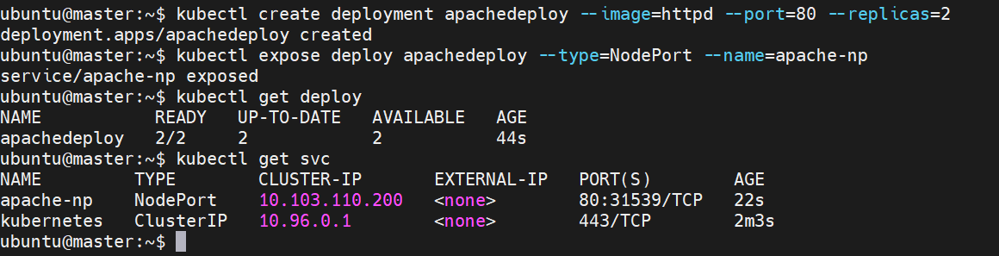 ubuntu@master:~$ kubectl create deployment apachedeploy --image=httpd --port=80 --replicas=2
deployment.apps/apachedeploy created
ubuntu@master:~$ kubectl expose deploy apachedeploy --type=NodePort --name=apache-np
service/apache-np exposed
ubuntu@master:~$ kubectl get deploy
NAME           READY   UP-TO-DATE   AVAILABLE   AGE
apachedeploy   2/2     2            2           44s
ubuntu@master:~$ kubectl get svc
NAME         TYPE        CLUSTER-IP       EXTERNAL-IP   PORT(S)        AGE
apache-np    NodePort    10.103.110.200   <none>        80:31539/TCP   22s
kubernetes   ClusterIP   10.96.0.1        <none>        443/TCP        2m3s
ubuntu@master:~$